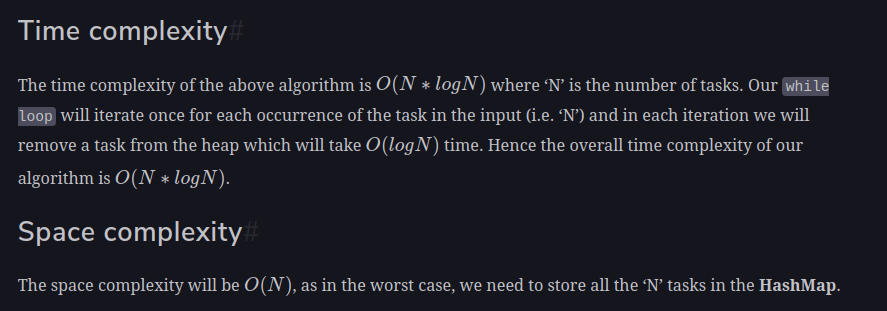 Time complexity#
The time complexity of the above algorithm is O(N * logN) where ‘N’ is the number of tasks. Our while
loop will iterate once for each occurrence of the task in the input (i.e. ‘N’) and in each iteration we will
remove a task from the heap which will take O(logN) time. Hence the overall time complexity of our
algorithm is O(N * logN).
Space complexity#
The space complexity will be O(N), as in the worst case, we need to store all the ‘N’ tasks in the HashMap.